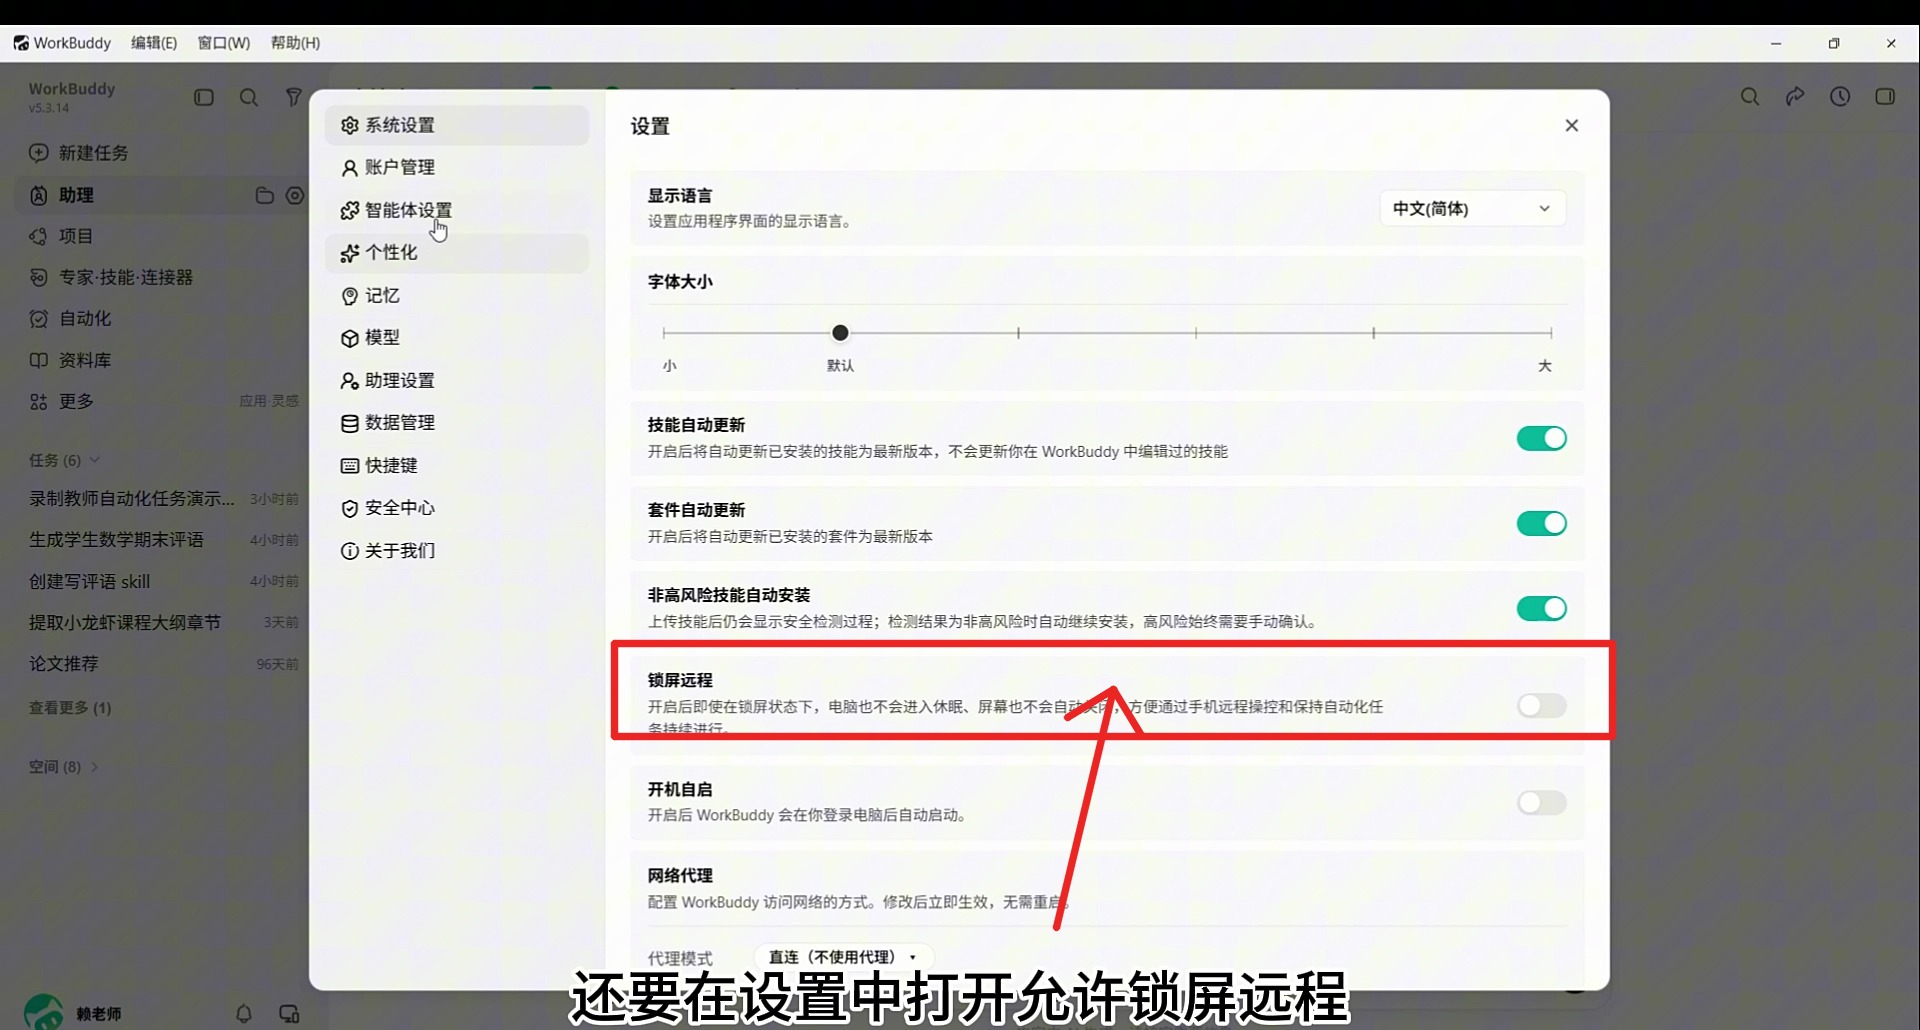 WorkBuddy 编辑(E) 窗口(W) 帮助(H)
WorkBuddy
v5.3.14
新建任务
助理
项目
专家·技能·连接器
自动化
资料库
更多 应用·灵感
任务 (6)
录制教师自动化任务演示... 3小时前
生成学生数学期末评语 4小时前
创建写评语 skill 4小时前
提取小龙虾课程大纲章节 3天前
论文推荐 96天前
查看更多 (1)
空间 (8)
赖老师
系统设置
账户管理
智能体设置
个性化
记忆
模型
助理设置
数据管理
快捷键
安全中心
关于我们
设置
显示语言
设置应用程序界面的显示语言。
中文(简体)
字体大小
小 默认 大
技能自动更新
开启后将自动更新已安装的技能为最新版本，不会更新你在 WorkBuddy 中编辑过的技能
套件自动更新
开启后将自动更新已安装的套件为最新版本
非高风险技能自动安装
上传技能后仍会显示安全检测过程；检测结果为非高风险时自动继续安装，高风险始终需要手动确认。
锁屏远程
开启后即使在锁屏状态下，电脑也不会进入休眠、屏幕也不会自动关闭，方便通过手机远程操控和保持自动化任
务持续进行。
开机自启
开启后 WorkBuddy 会在你登录电脑后自动启动。
网络代理
配置 WorkBuddy 访问网络的方式。修改后立即生效，无需重启。
代理模式 直连（不使用代理）
还要在设置中打开允许锁屏远程